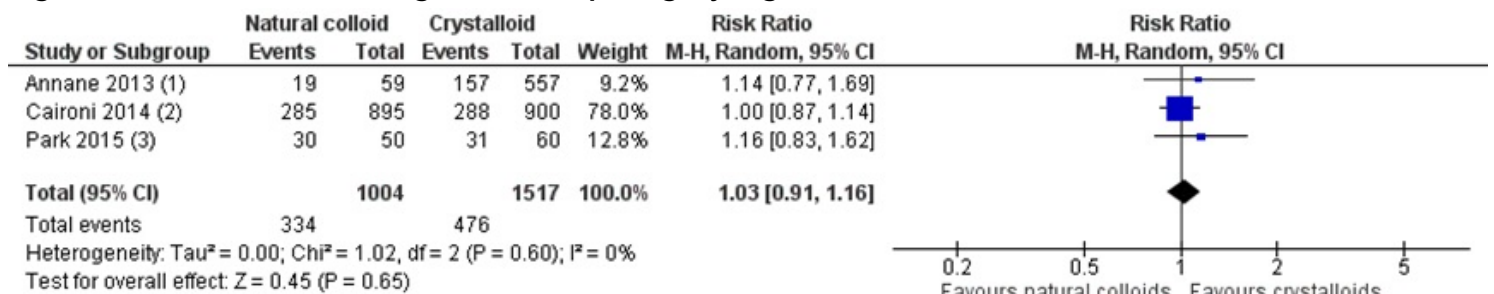 Natural colloid Crystalloid Risk Ratio Risk Ratio
Study or Subgroup Events Total Events Total Weight M-H, Random, 95% CI M-H, Random, 95% CI
Annane 2013 (1) 19 59 157 557 9.2% 1.14 [0.77, 1.69]
Caironi 2014 (2) 285 895 288 900 78.0% 1.00 [0.87, 1.14]
Park 2015 (3) 30 50 31 60 12.8% 1.16 [0.83, 1.62]
Total (95% CI) 1004 1517 100.0% 1.03 [0.91, 1.16]
Total events 334 476
Heterogeneity: Tau² = 0.00; Chi² = 1.02, df = 2 (P = 0.60); I² = 0%
Test for overall effect: Z = 0.45 (P = 0.65)
0.2 0.5 1 2 5
Favours natural colloids Favours crystalloids